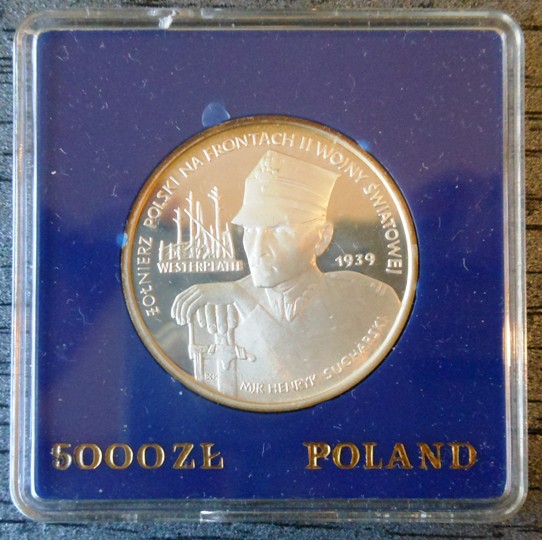 ŻOŁNIERZ POLSKI NA FRONTACH II WOJNY ŚWIATOWEJ
WESTERPLATTE
1939
MJR HENRYK SUCHARSKI
5000 ZŁ POLAND